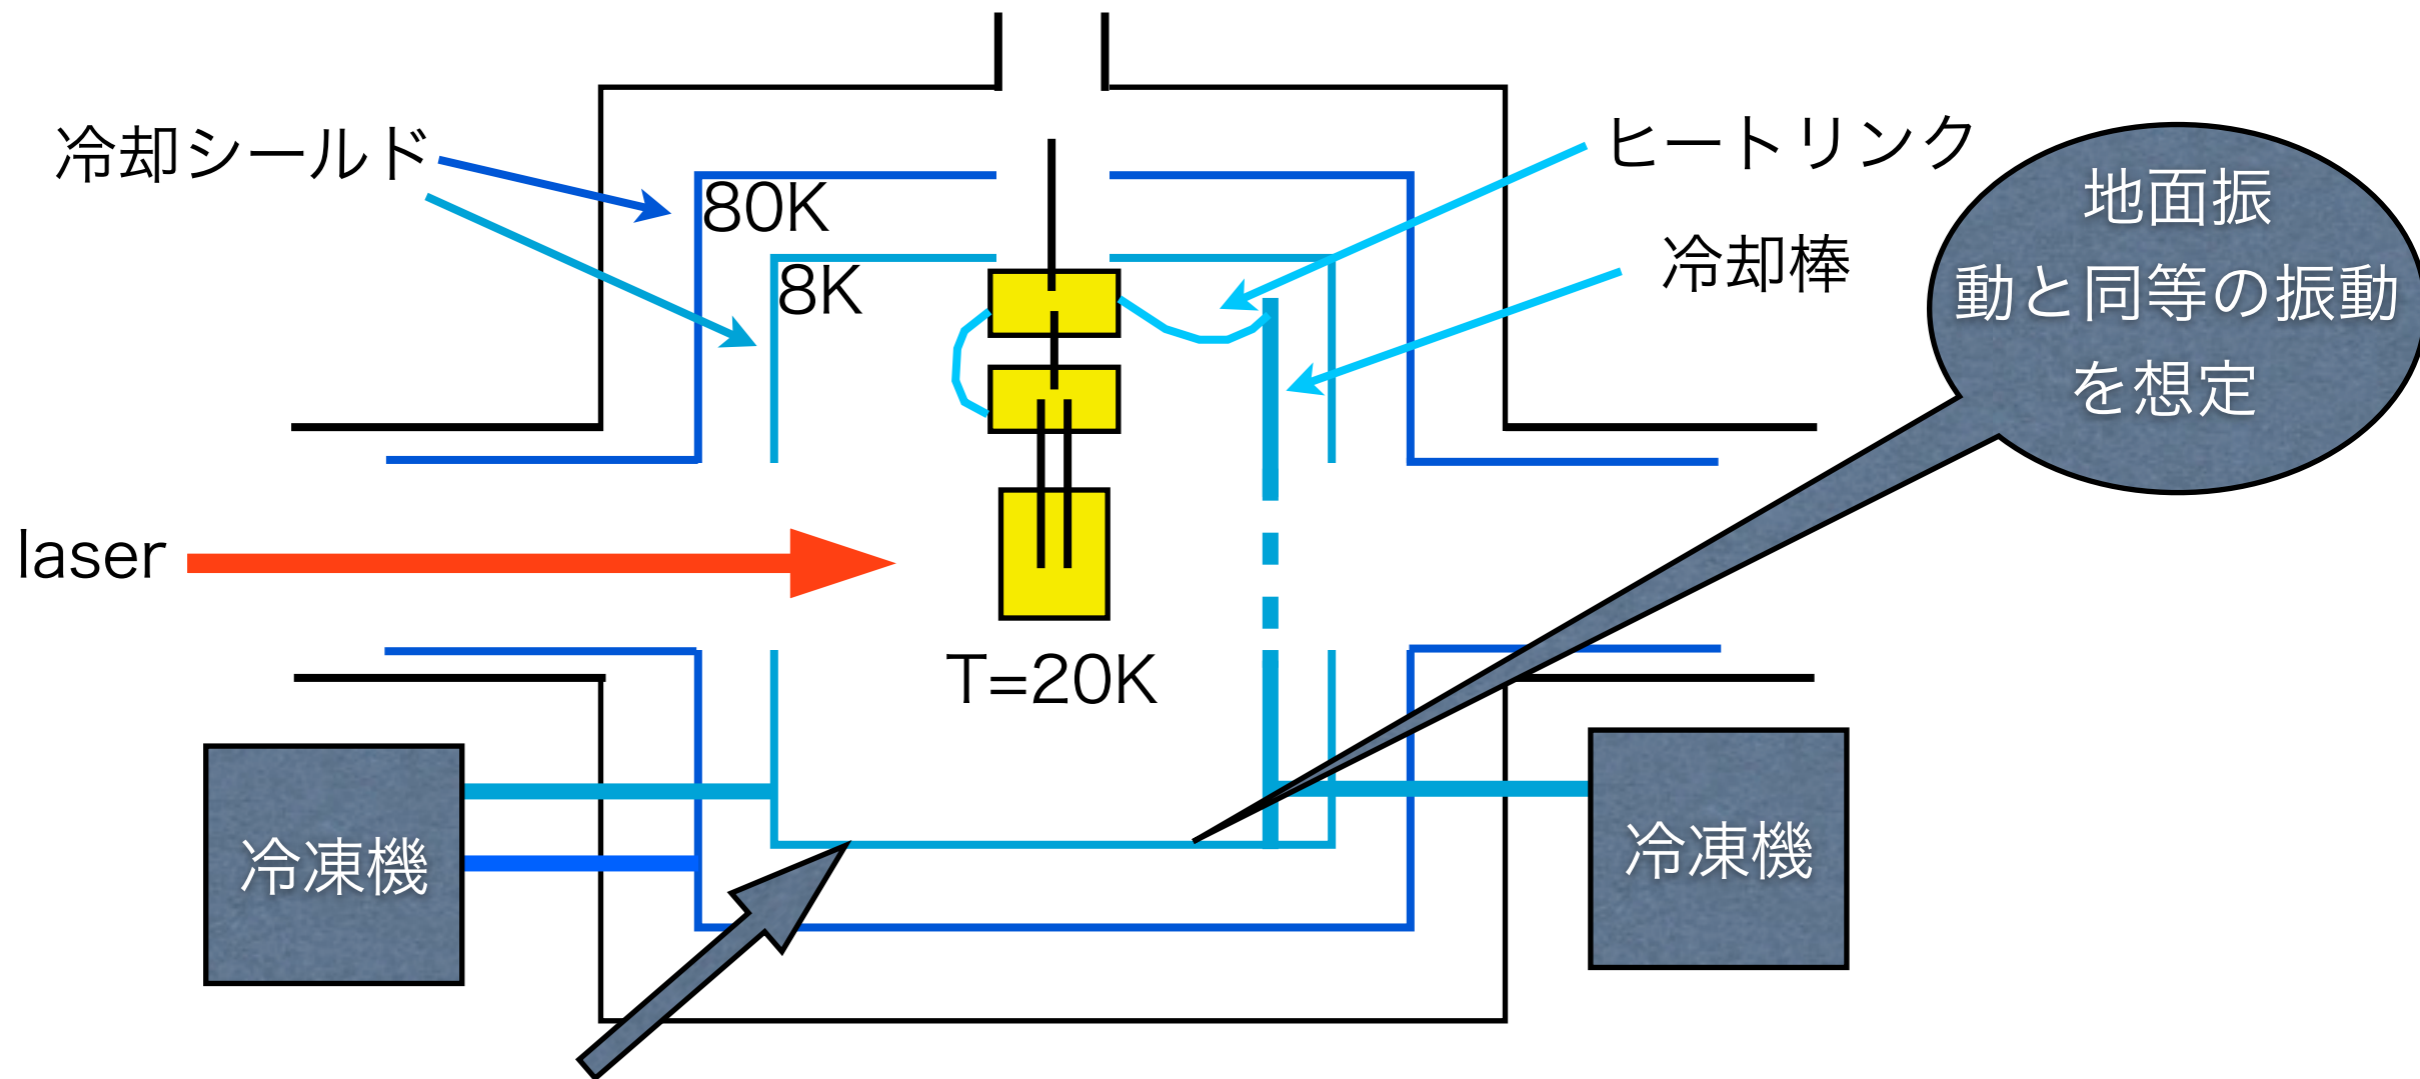 冷却シールド
ヒートリンク
80K
冷却棒
8K
地面振
動と同等の振動
を想定
laser
T=20K
冷凍機
冷凍機